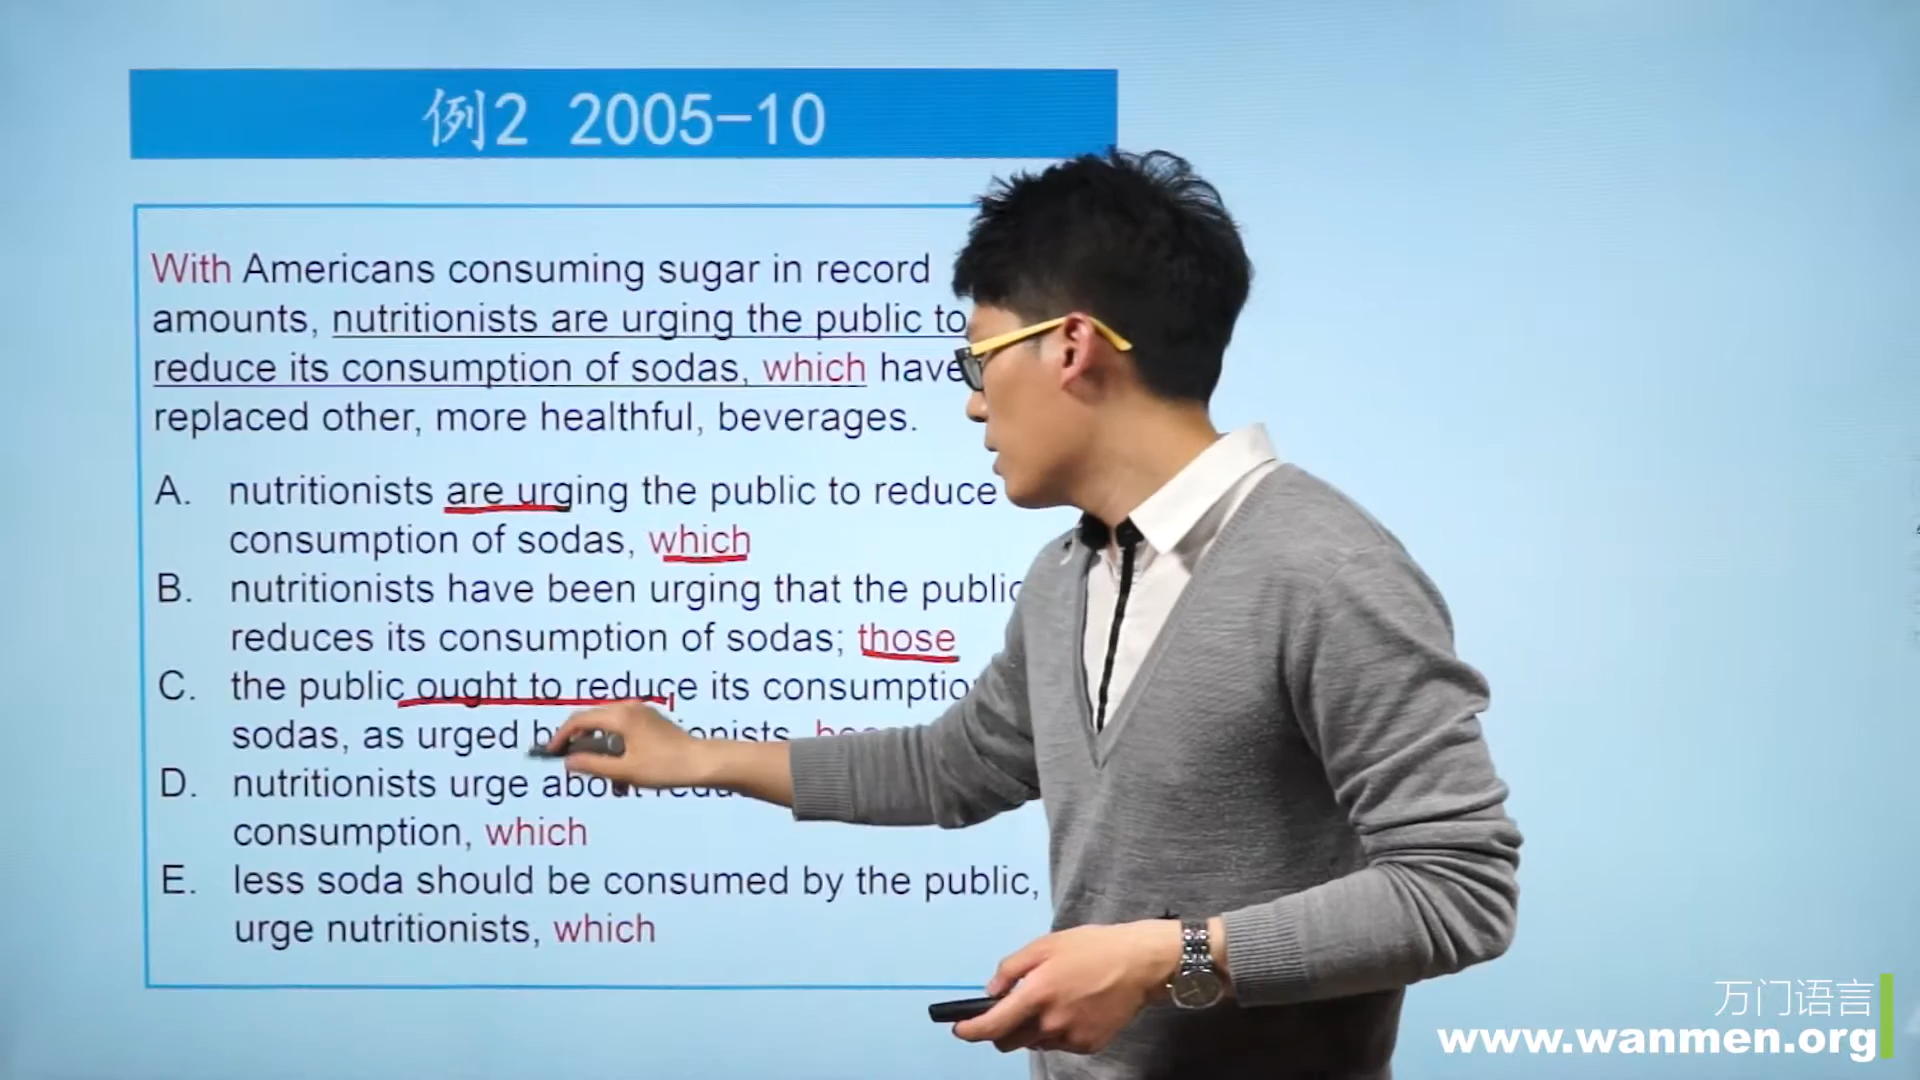 例2 2005-10
With Americans consuming sugar in record
amounts, nutritionists are urging the public to
reduce its consumption of sodas, which have
replaced other, more healthful, beverages.
A. nutritionists are urging the public to reduce
consumption of sodas, which
B. nutritionists have been urging that the public
reduces its consumption of sodas; those
C. the public ought to reduce its
sodas, as urged
D. nutritionists urge about
consumption, which
E. less soda should be consumed by the public,
urge nutritionists, which
万门语言
www.wanmen.org